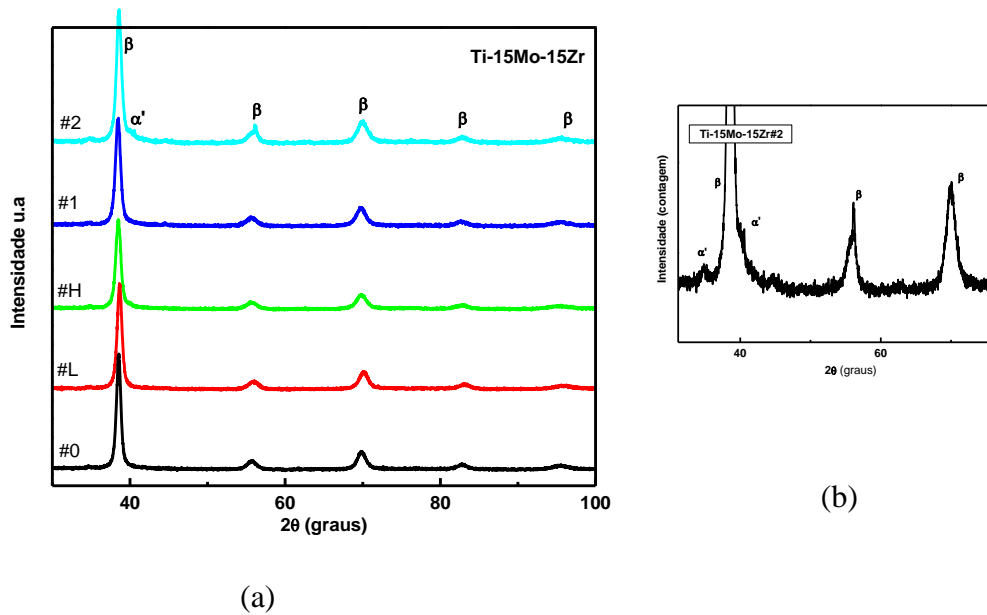 Ti-15Mo-15Zr
β
α'
β
β
β
β
#2
#1
#H
#L
#0
Intensidade u.a
40
60
80
100
2θ (graus)
(a)
Ti-15Mo-15Zr#2
β
β
β
α'
α'
Intensidade (contagem)
40
60
2θ (graus)
(b)